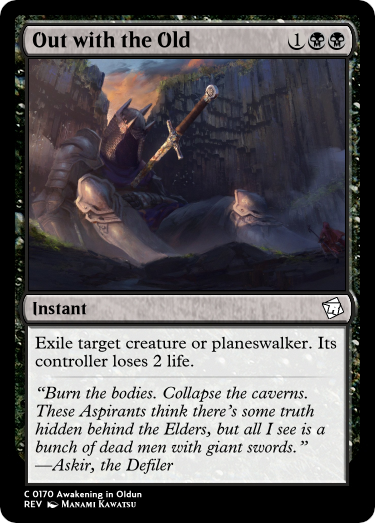 Out with the Old 1
Instant
Exile target creature or planeswalker. Its
controller loses 2 life.
“Burn the bodies. Collapse the caverns.
These Aspirants think there’s some truth
hidden behind the Elders, but all I see is a
bunch of dead men with giant swords.”
—Askir, the Defiler
C 0170 Awakening in Oldun
REV Manami Kawatsu